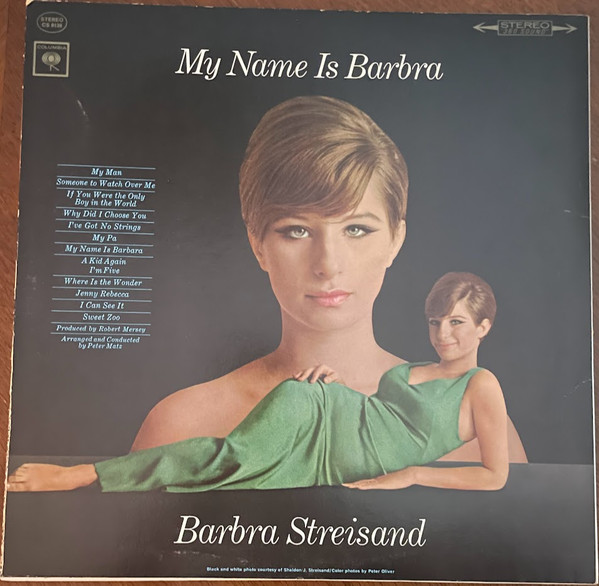 STEREO
CS 9136
COLUMBIA
STEREO
360 SOUND
My Name Is Barbra
My Man
Someone to Watch Over Me
If You Were the Only
Boy in the World
Why Did I Choose You
I've Got No Strings
My Pa
My Name Is Barbara
A Kid Again
I'm Five
Where Is the Wonder
Jenny Rebecca
I Can See It
Sweet Zoo
Produced by Robert Mersey
Arranged and Conducted
by Peter Matz
Barbra Streisand
Black and white photo courtesy of Sheldon J. Streisand/Color photos by Peter Oliver